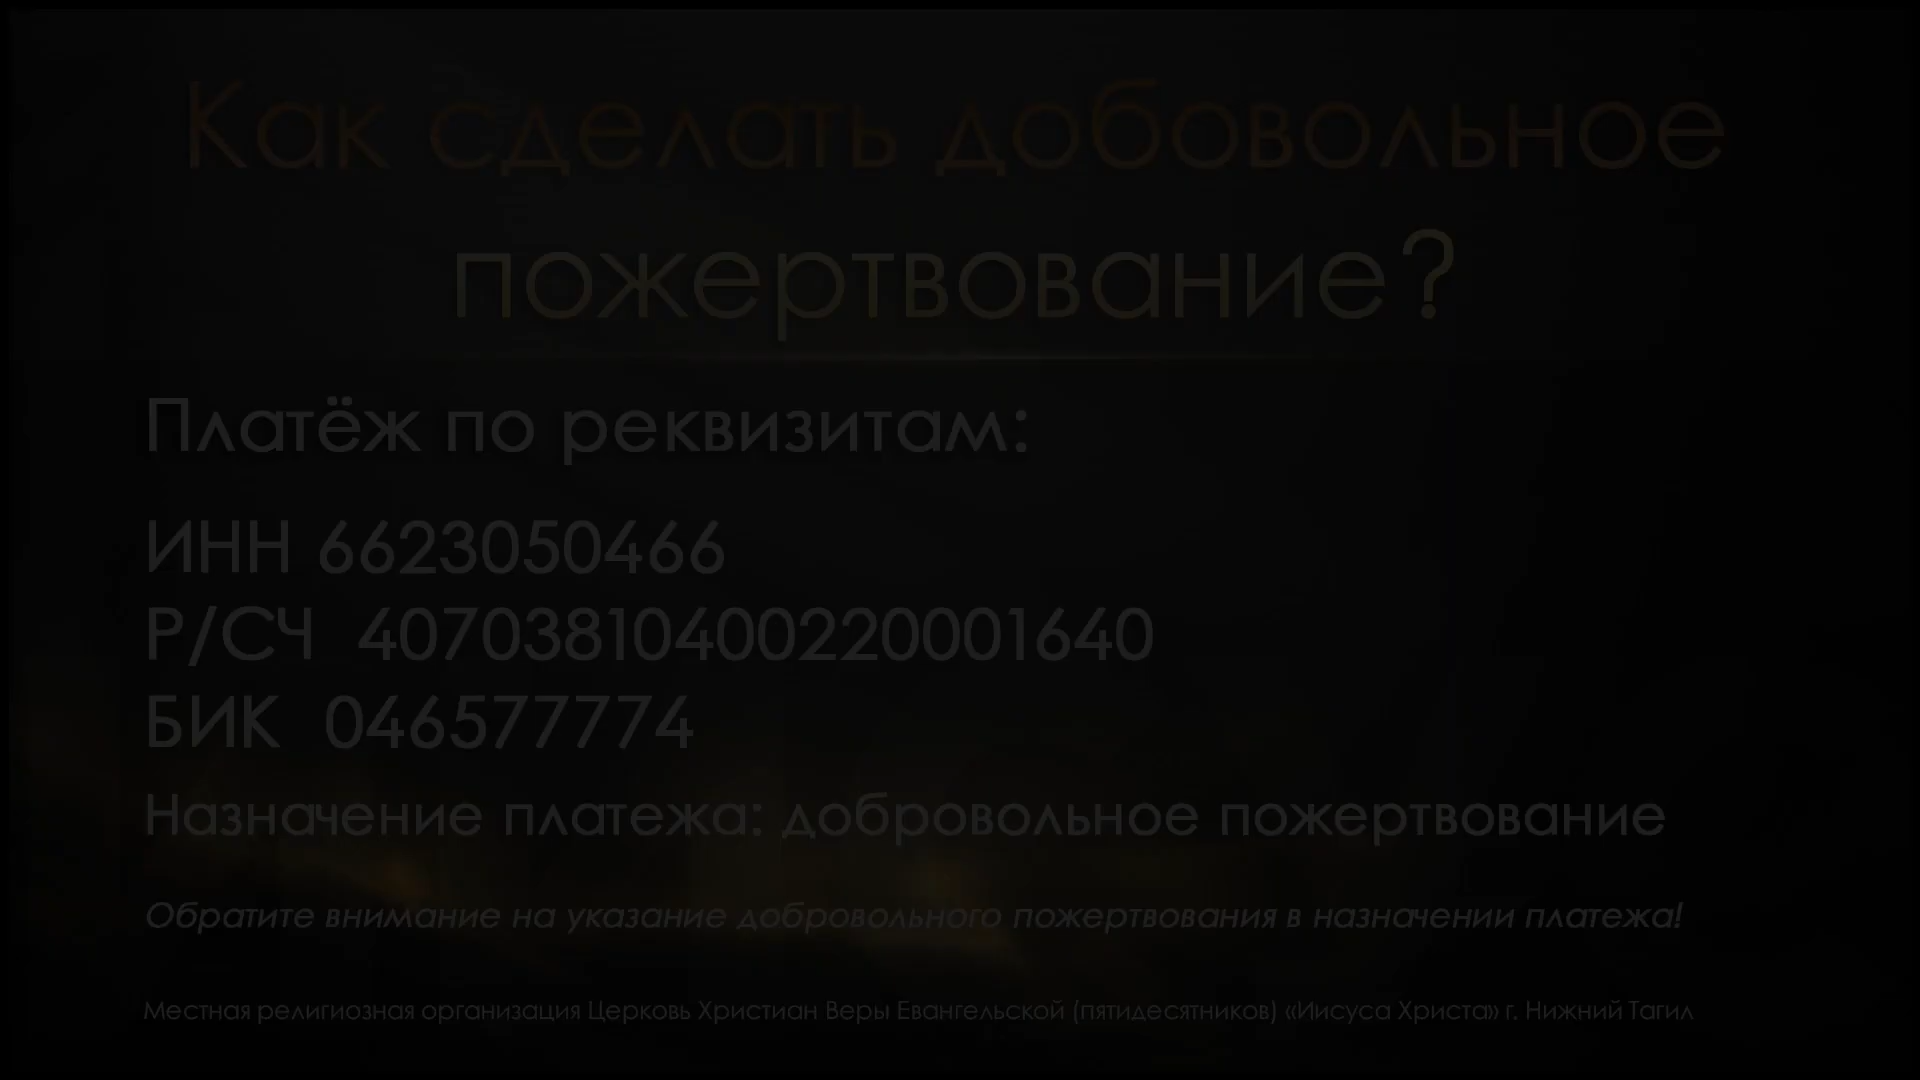 Как сделать добовольное
пожертвование?
Платёж по реквизитам:
ИНН 6623050466
Р/СЧ 40703810400220001640
БИК 046577774
Назначение платежа: добровольное пожертвование
Обратите внимание на указание добровольного пожертвования в назначении платежа!
Местная религиозная организация Церковь Христиан Веры Евангельской (пятидесятников) «Иисуса Христа» г. Нижний Тагил